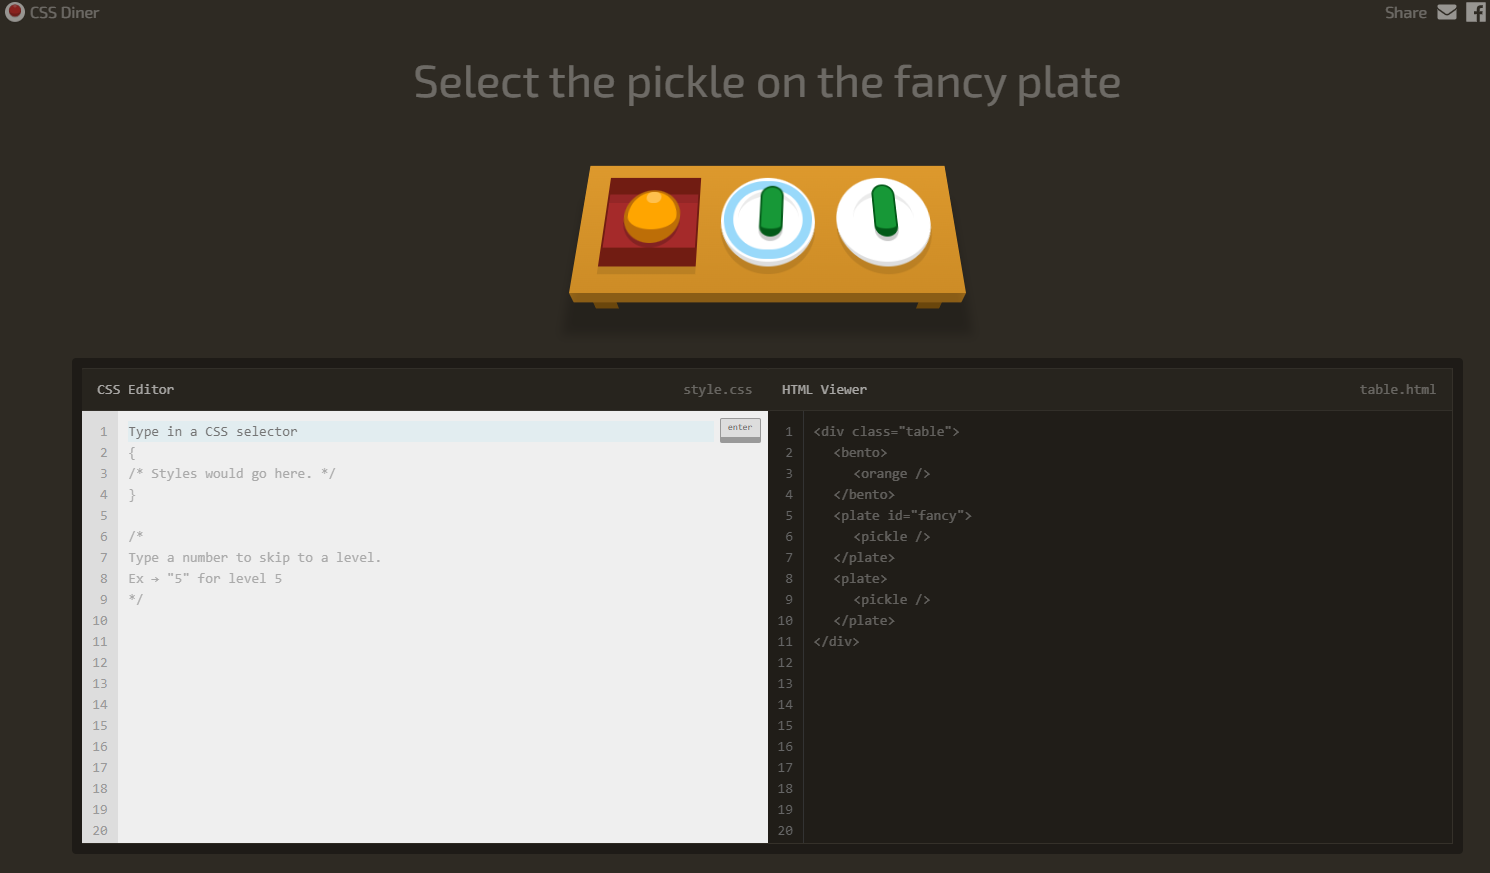 CSS Diner
Share
Select the pickle on the fancy plate
CSS Editor
style.css
HTML Viewer
table.html
1 Type in a CSS selector
enter
2 {
3 /* Styles would go here. */
4 }
5
6 /*
7 Type a number to skip to a level.
8 Ex → "5" for level 5
9 */
10
11
12
13
14
15
16
17
18
19
20
1 <div class="table">
2 <bento>
3 <orange />
4 </bento>
5 <plate id="fancy">
6 <pickle />
7 </plate>
8 <plate>
9 <pickle />
10 </plate>
11 </div>
12
13
14
15
16
17
18
19
20